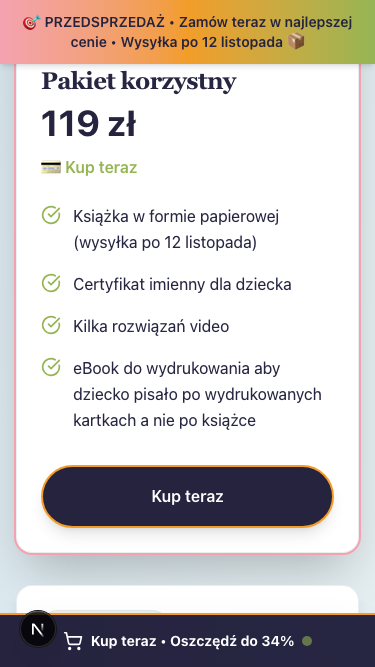 🎯 PRZEDSPRZEDAŻ • Zamów teraz w najlepszej
cenie • Wysyłka po 12 listopada 📦
Pakiet korzystny
119 zł
💳 Kup teraz
Książka w formie papierowej
(wysyłka po 12 listopada)
Certyfikat imienny dla dziecka
Kilka rozwiązań video
eBook do wydrukowania aby
dziecko pisało po wydrukowanych
kartkach a nie po książce
Kup teraz
N
Kup teraz • Oszczędź do 34%